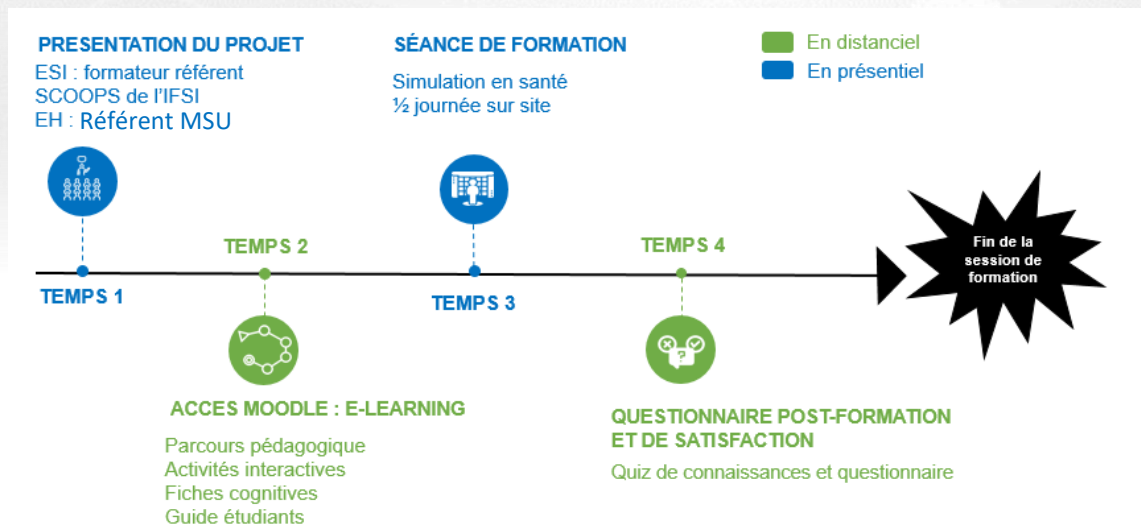 PRESENTATION DU PROJET
ESI : formateur référent
SCOOPS de l'IFSI
EH : Référent MSU
SÉANCE DE FORMATION
Simulation en santé
½ journée sur site
En distanciel
En présentiel
TEMPS 1
TEMPS 2
TEMPS 3
TEMPS 4
Fin de la
session de
formation
ACCES MOODLE : E-LEARNING
Parcours pédagogique
Activités interactives
Fiches cognitives
Guide étudiants
?
QUESTIONNAIRE POST-FORMATION
ET DE SATISFACTION
Quiz de connaissances et questionnaire